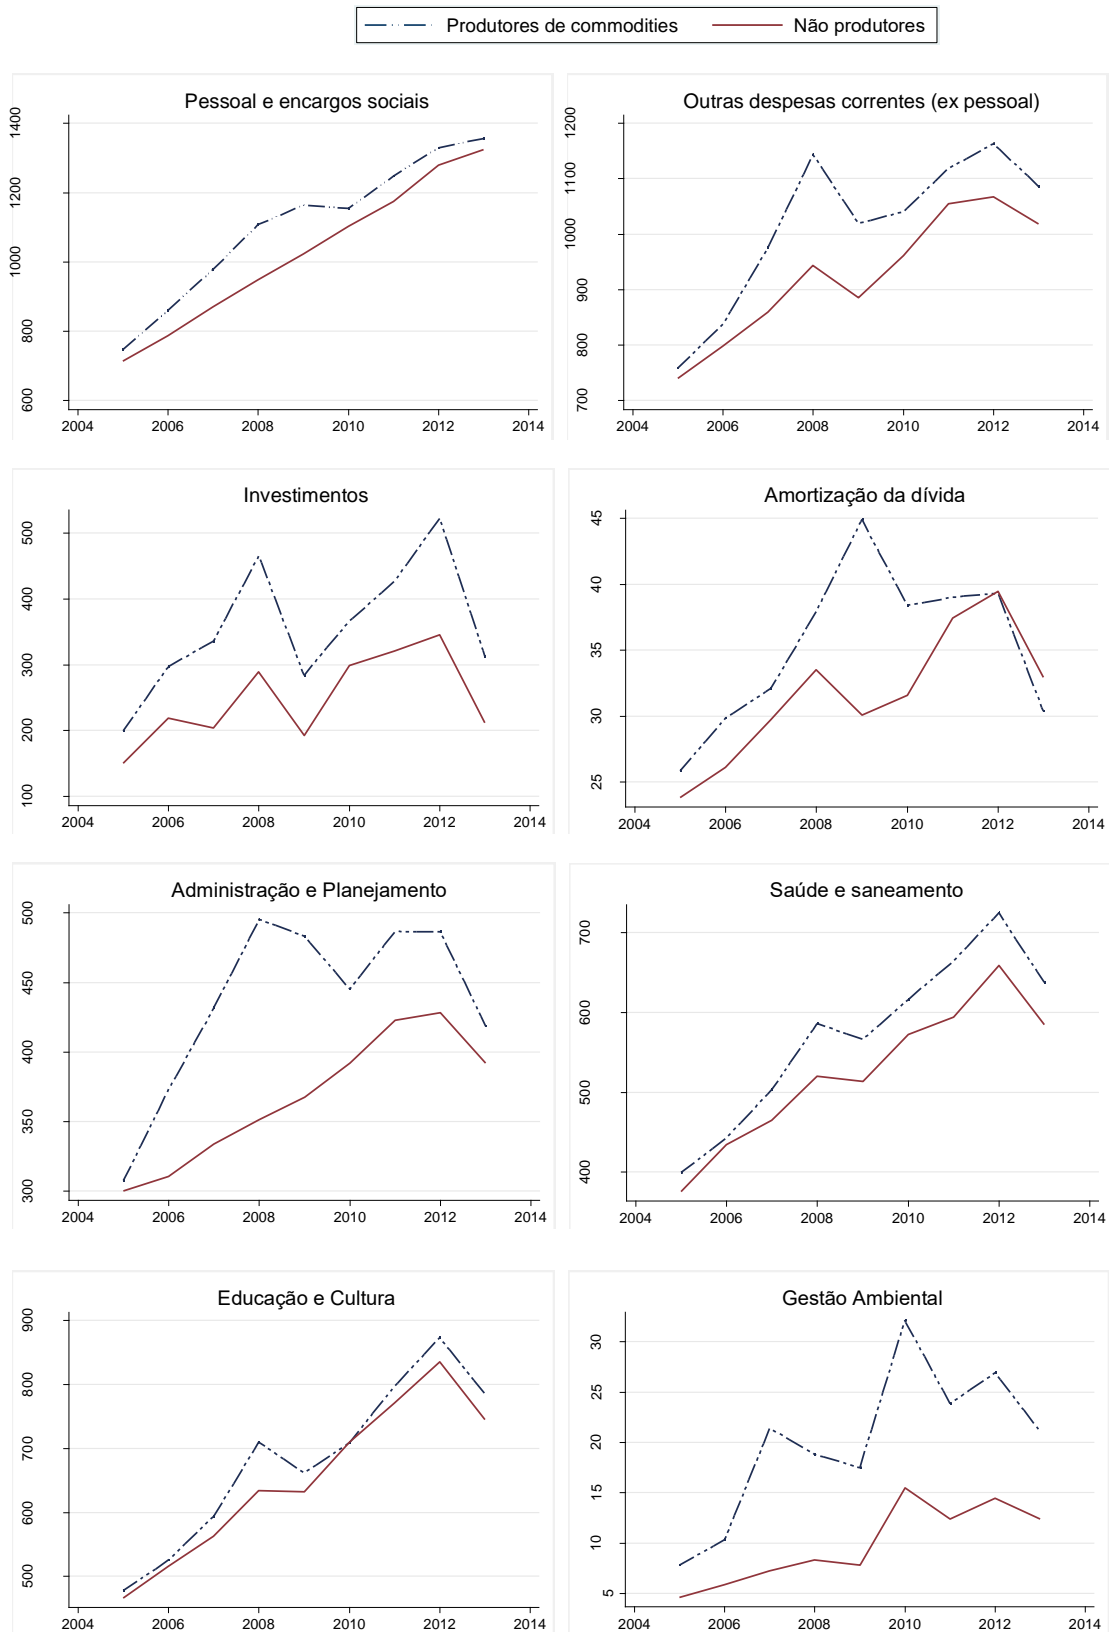 Produtores de commodities Não produtores
Pessoal e encargos sociais
1400
1200
1000
800
600
2004 2006 2008 2010 2012 2014
Outras despesas correntes (ex pessoal)
1200
1100
1000
900
800
700
2004 2006 2008 2010 2012 2014
Investimentos
500
400
300
200
100
2004 2006 2008 2010 2012 2014
Amortização da dívida
45
40
35
30
25
2004 2006 2008 2010 2012 2014
Administração e Planejamento
500
450
400
350
300
2004 2006 2008 2010 2012 2014
Saúde e saneamento
700
600
500
400
2004 2006 2008 2010 2012 2014
Educação e Cultura
900
800
700
600
500
2004 2006 2008 2010 2012 2014
Gestão Ambiental
30
25
20
15
10
5
2004 2006 2008 2010 2012 2014